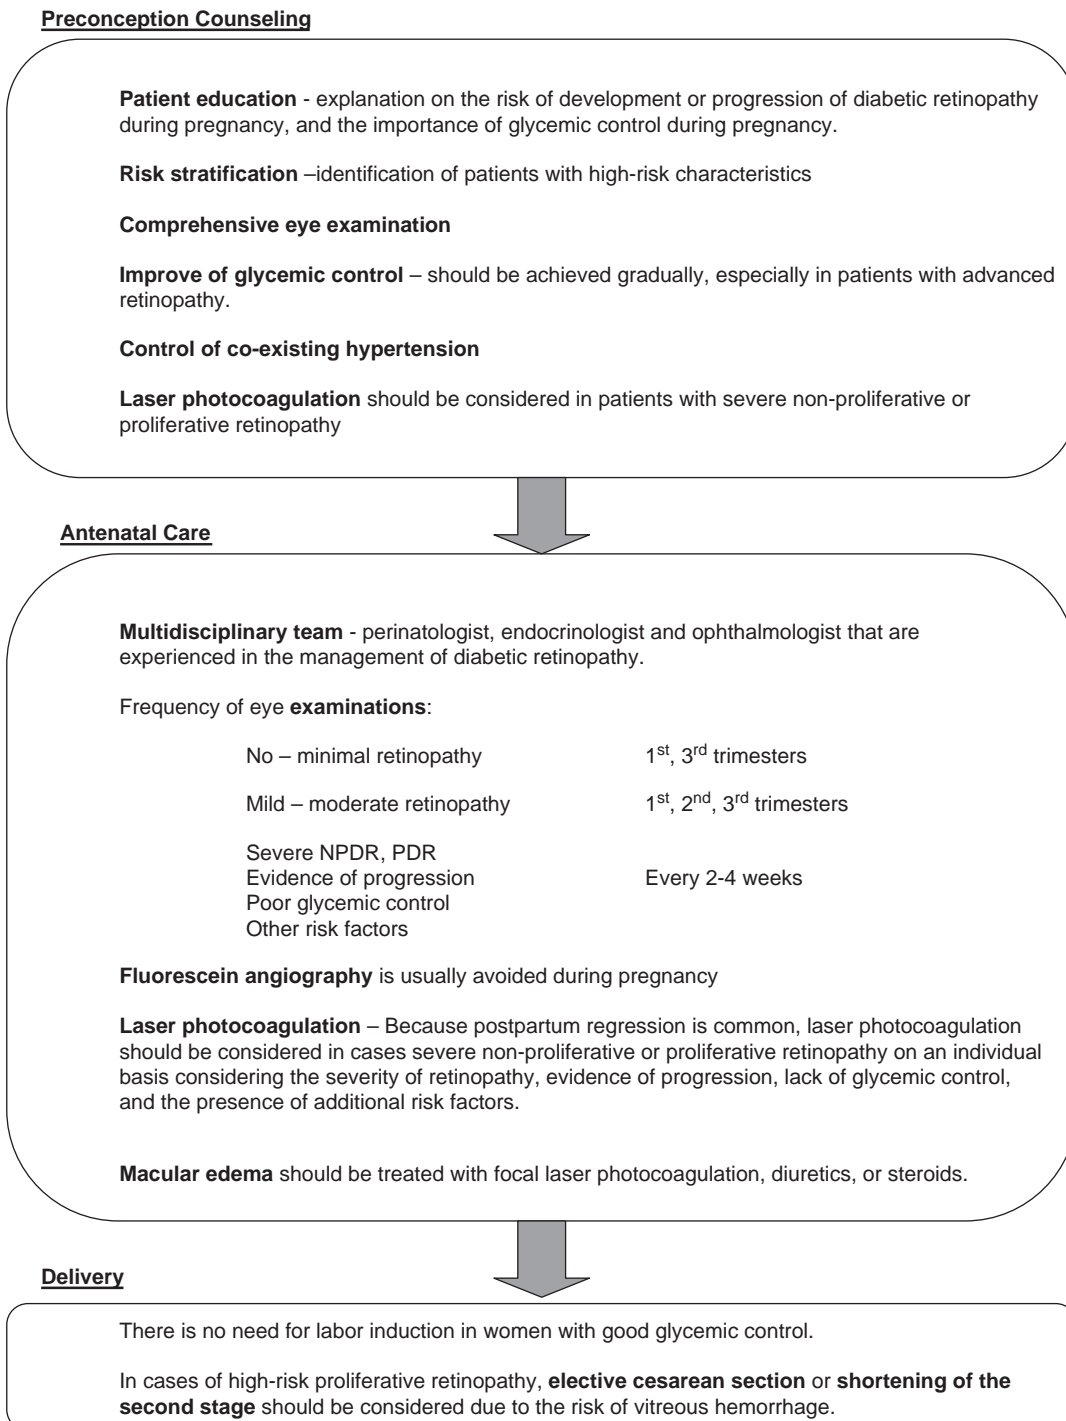 Preconception Counseling
Patient education - explanation on the risk of development or progression of diabetic retinopathy
during pregnancy, and the importance of glycemic control during pregnancy.
Risk stratification –identification of patients with high-risk characteristics
Comprehensive eye examination
Improve of glycemic control – should be achieved gradually, especially in patients with advanced
retinopathy.
Control of co-existing hypertension
Laser photocoagulation should be considered in patients with severe non-proliferative or
proliferative retinopathy
Antenatal Care
Multidisciplinary team - perinatologist, endocrinologist and ophthalmologist that are
experienced in the management of diabetic retinopathy.
Frequency of eye examinations:
No – minimal retinopathy 1st, 3rd trimesters
Mild – moderate retinopathy 1st, 2nd, 3rd trimesters
Severe NPDR, PDR
Evidence of progression Every 2-4 weeks
Poor glycemic control
Other risk factors
Fluorescein angiography is usually avoided during pregnancy
Laser photocoagulation – Because postpartum regression is common, laser photocoagulation
should be considered in cases severe non-proliferative or proliferative retinopathy on an individual
basis considering the severity of retinopathy, evidence of progression, lack of glycemic control,
and the presence of additional risk factors.
Macular edema should be treated with focal laser photocoagulation, diuretics, or steroids.
Delivery
There is no need for labor induction in women with good glycemic control.
In cases of high-risk proliferative retinopathy, elective cesarean section or shortening of the
second stage should be considered due to the risk of vitreous hemorrhage.